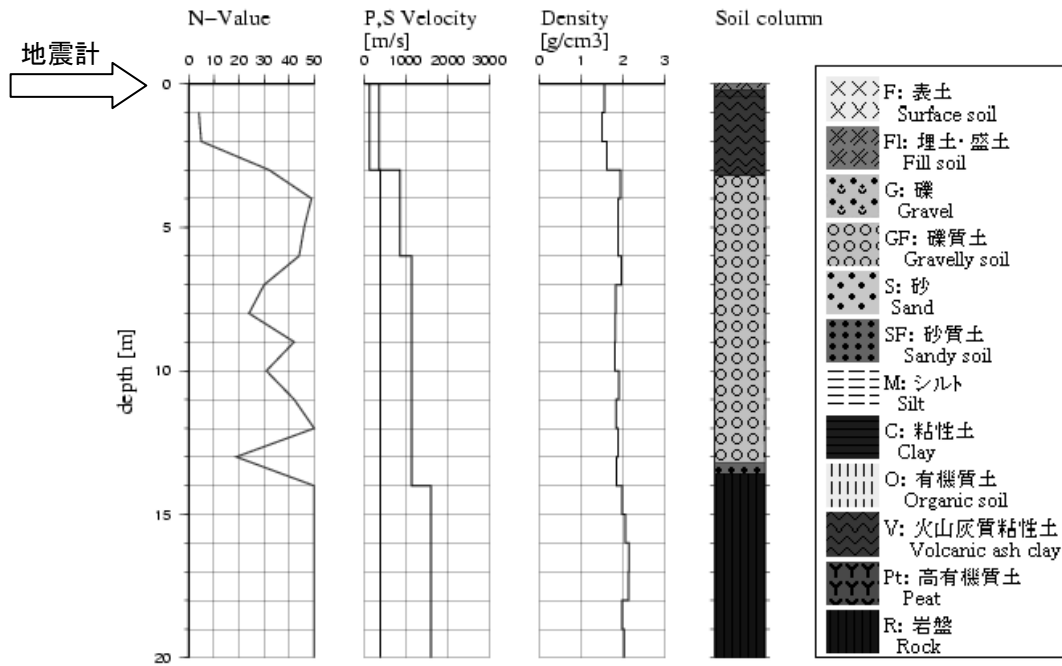 N-Value
P,S Velocity
[m/s]
Density
[g/cm3]
Soil column
地震計
0 10 20 30 40 50
0 1000 2000 3000
0 1 2 3
0
5
10
15
20
depth [m]
F: 表土
Surface soil
Fl: 埋土・盛土
Fill soil
G: 礫
Gravel
GF: 礫質土
Gravelly soil
S: 砂
Sand
SF: 砂質土
Sandy soil
M: シルト
Silt
C: 粘性土
Clay
O: 有機質土
Organic soil
V: 火山灰質粘性土
Volcanic ash clay
Pt: 高有機質土
Peat
R: 岩盤
Rock